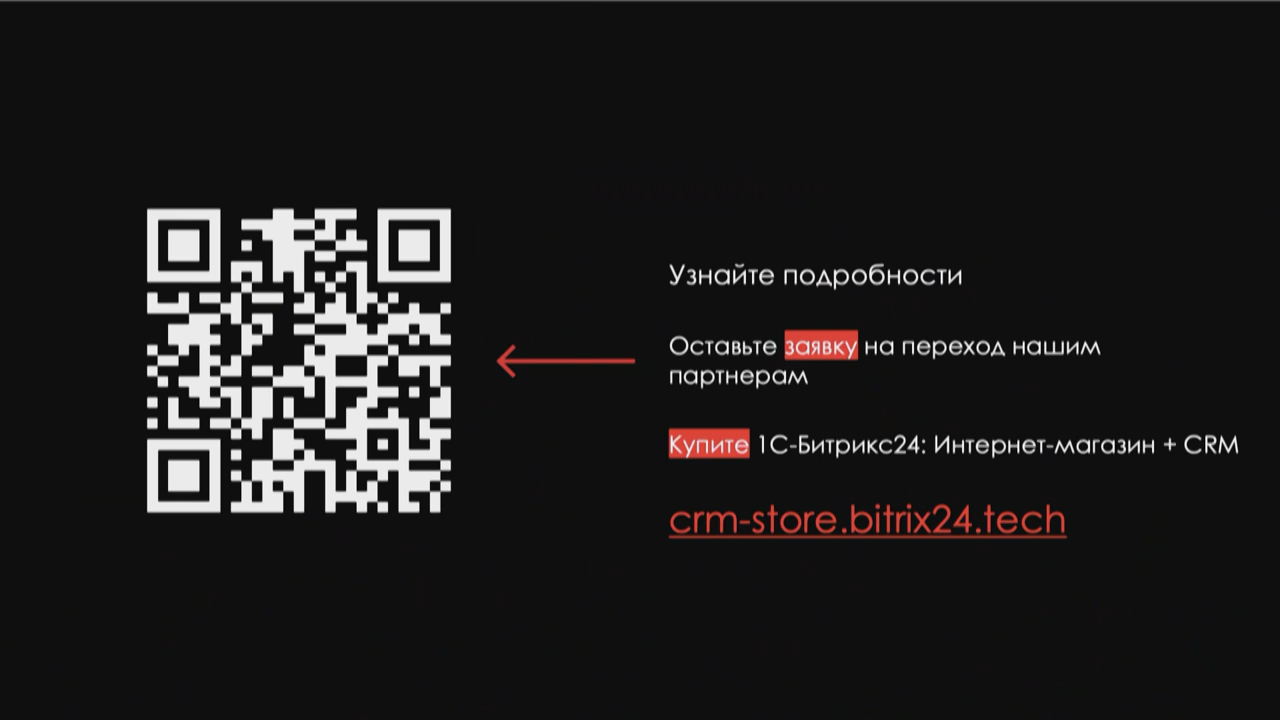 Узнайте подробности
Оставьте заявку на переход нашим
партнерам
Купите 1С-Битрикс24: Интернет-магазин + CRM
crm-store.bitrix24.tech